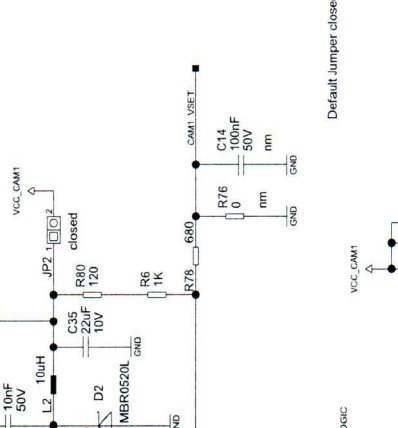 Default Jumper close
CAM1_VSET
C14
100nF
50V
nm
GND
VCC_CAM1
R76
0
nm
GND
JP2 1 2
closed
680
R78
R80
120
R6
1K
VCC_CAM1
C35
22uF
10V
GND
10nF
50V
L2
10uH
D2
MBR0520L
ND
OGIC